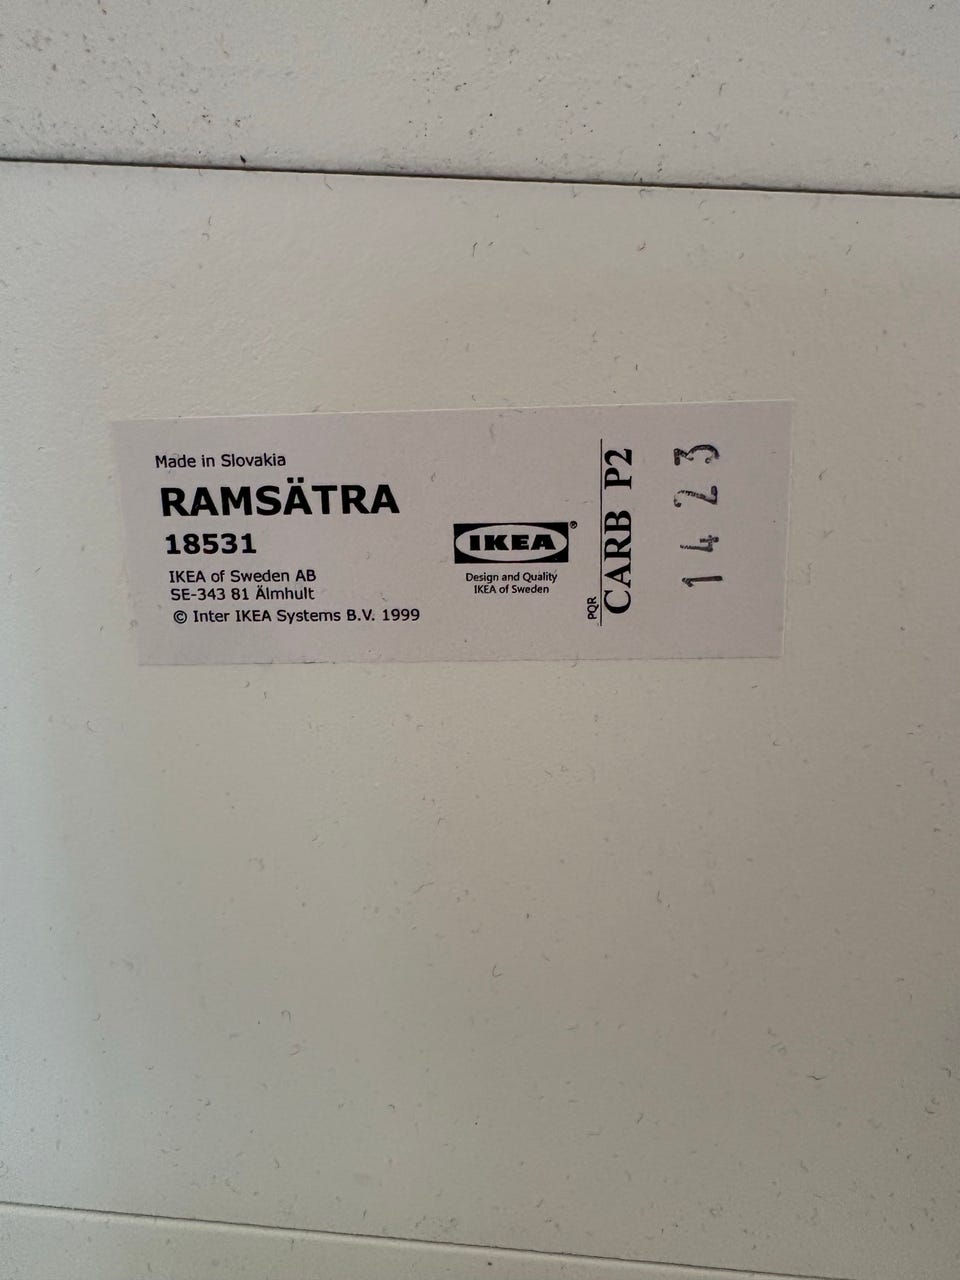 Made in Slovakia
RAMSÄTRA
18531
IKEA of Sweden AB
SE-343 81 Älmhult
© Inter IKEA Systems B.V. 1999
IKEA®
Design and Quality
IKEA of Sweden
PQR
CARB P2
1423